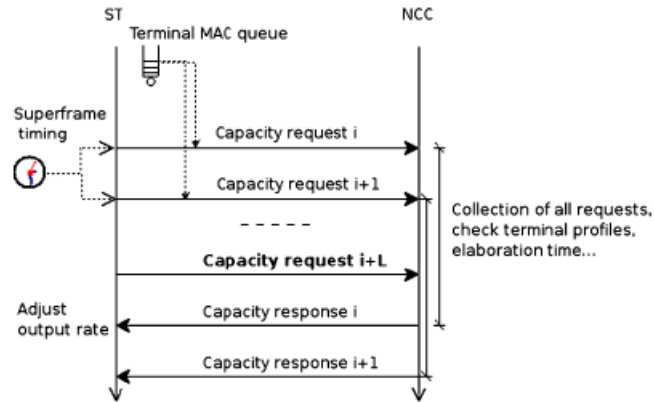 ST
NCC
Terminal MAC queue
Superframe
timing
Capacity request i
Capacity request i+1
Collection of all requests,
check terminal profiles,
elaboration time...
Capacity request i+L
Adjust
output rate
Capacity response i
Capacity response i+1